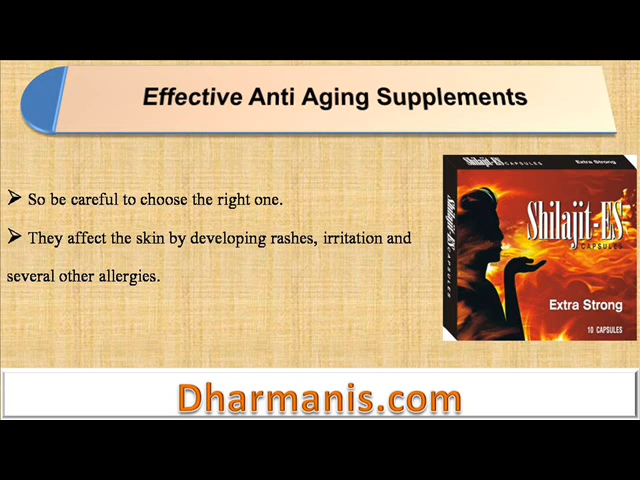 Effective Anti Aging Supplements
➢ So be careful to choose the right one.
➢ They affect the skin by developing rashes, irritation and
several other allergies.
Shilajit-ES CAPSULES Extra Strong
Shilajit-ES
CAPSULES
Shilajit-ES
CAPSULES
Extra Strong
10 CAPSULES
Dharmanis.com